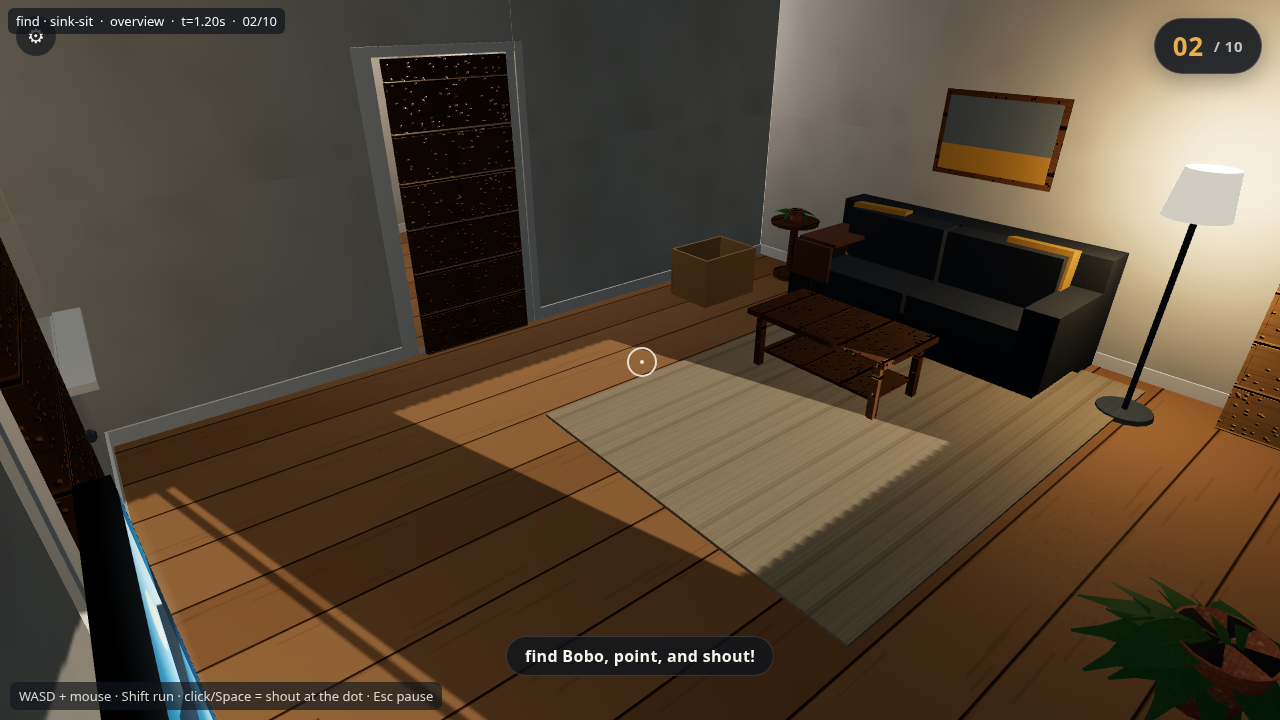 find · sink-sit · overview · t=1.20s · 02/10
02 / 10
find Bobo, point, and shout!
WASD + mouse · Shift run · click/Space = shout at the dot · Esc pause